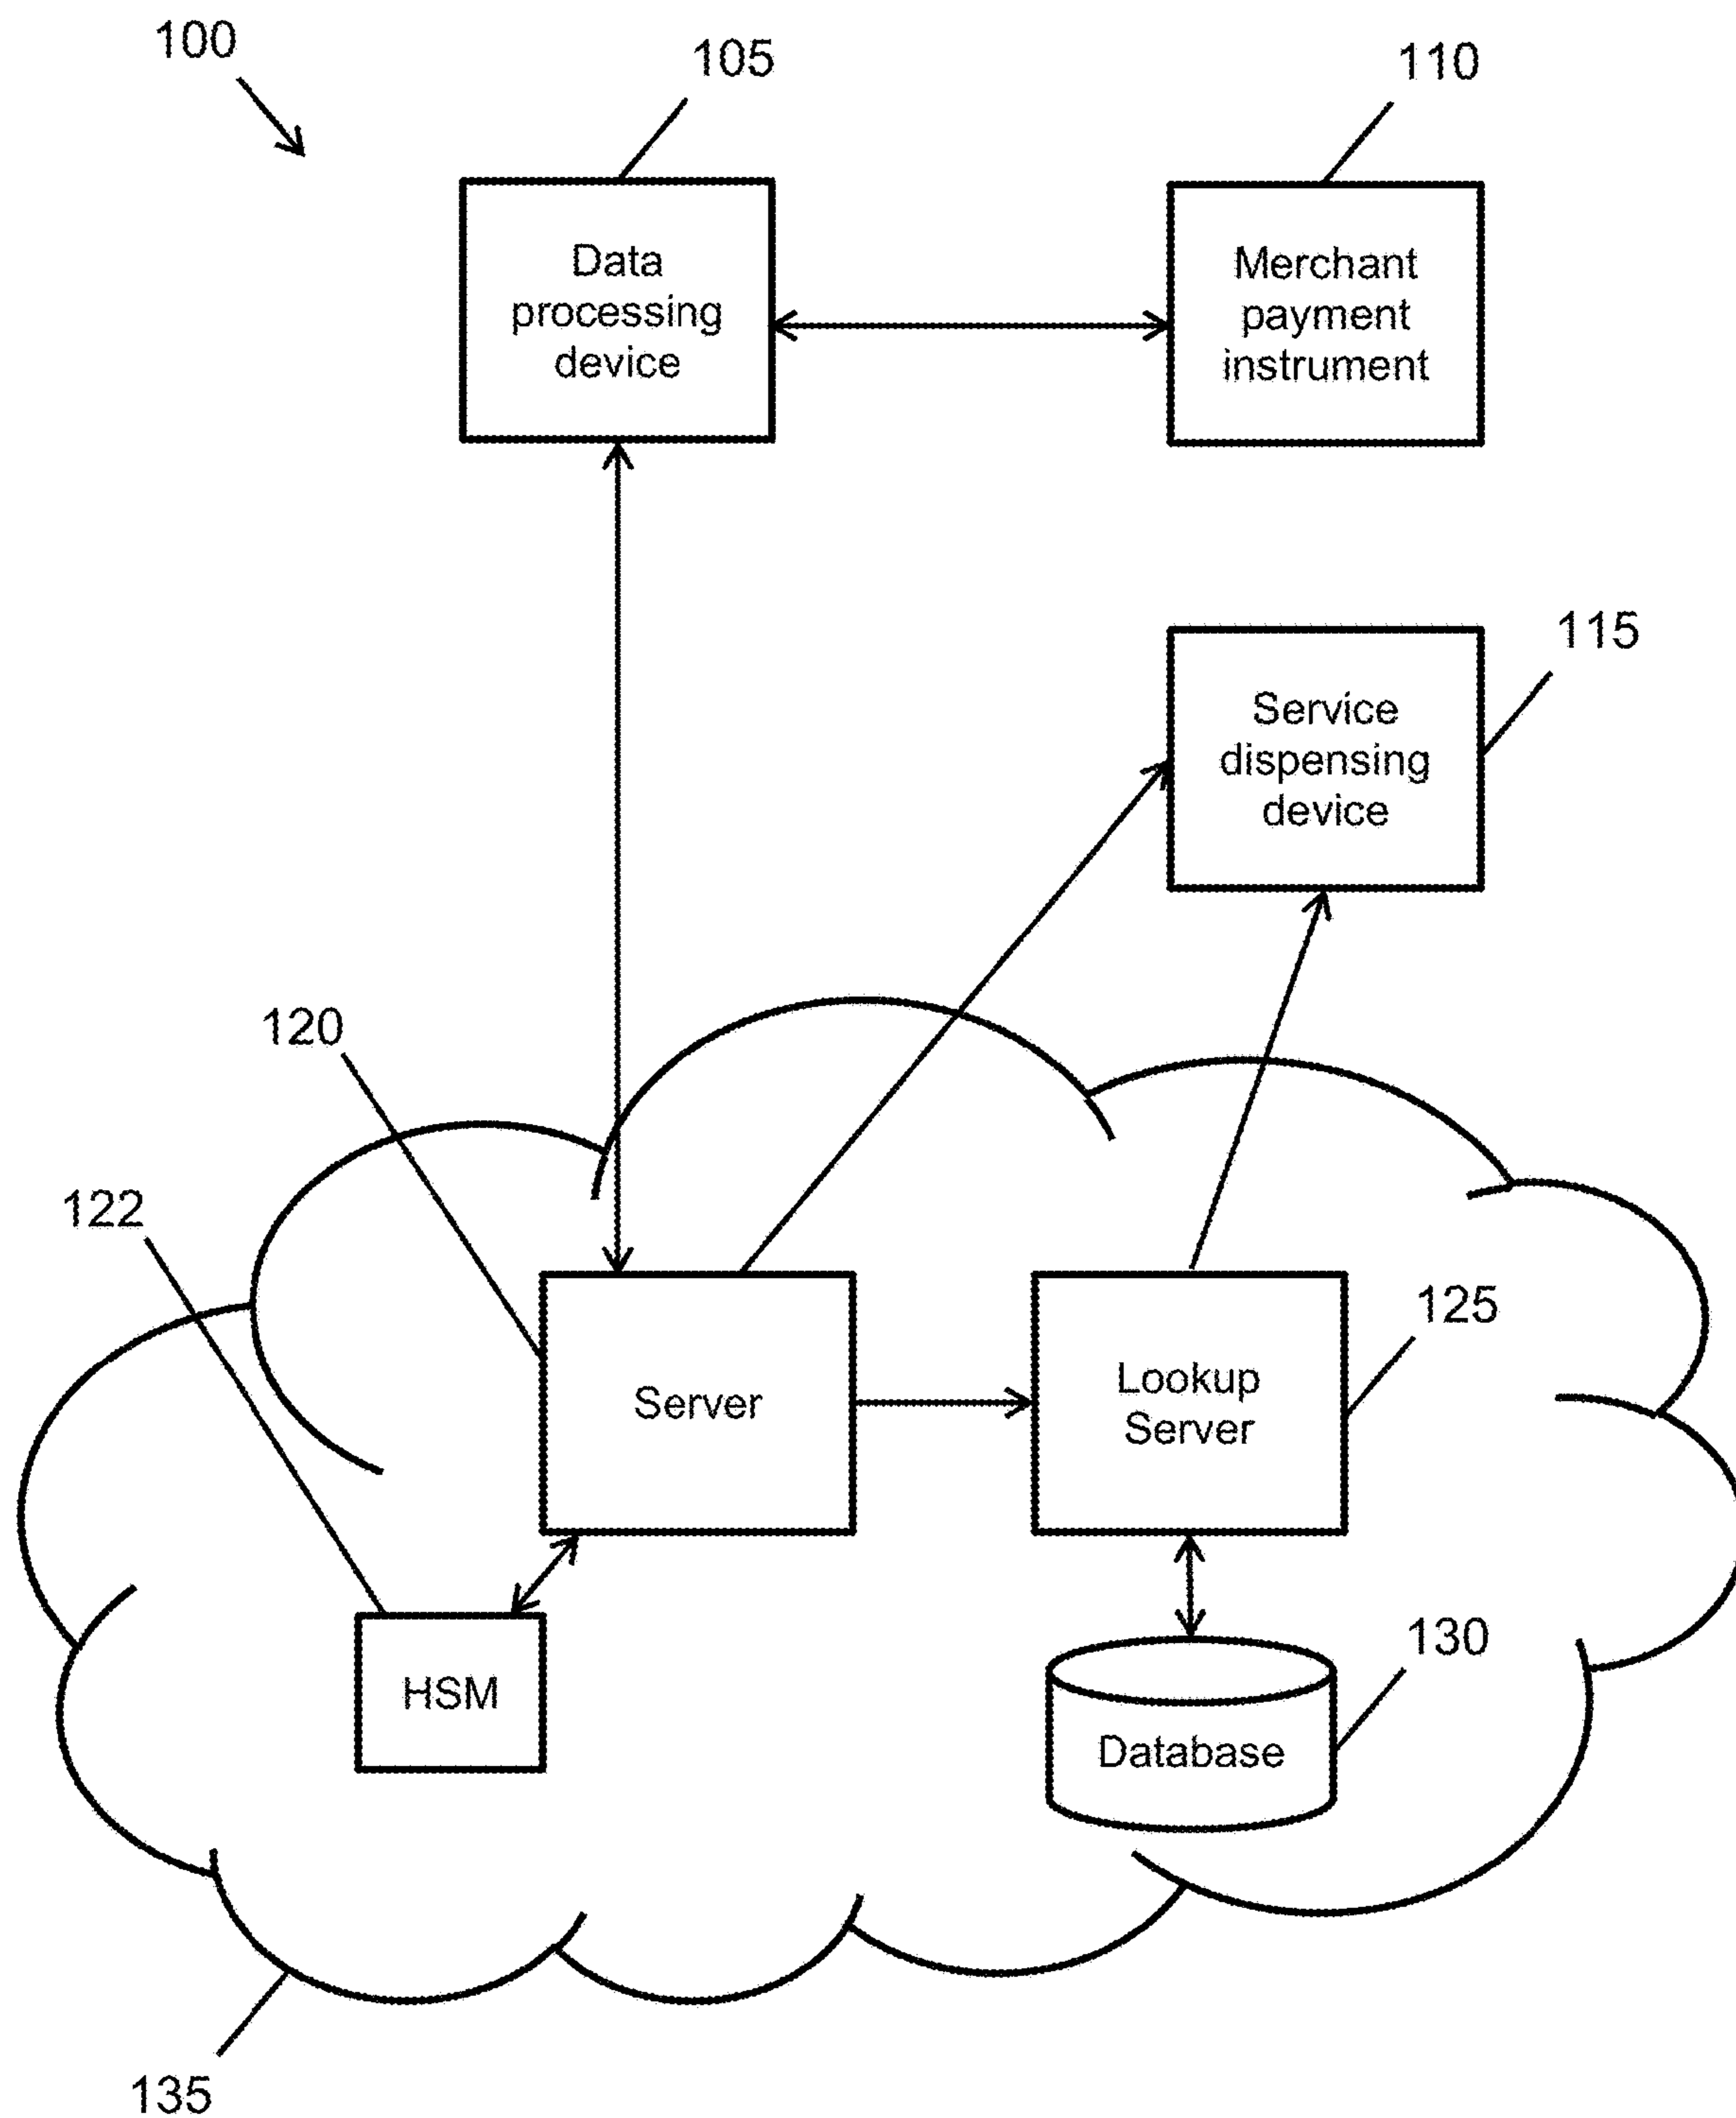 100
105
110
Data
processing
device
Merchant
payment
instrument
115
Service
dispensing
device
120
122
125
Server
Lookup
Server
HSM
130
Database
135